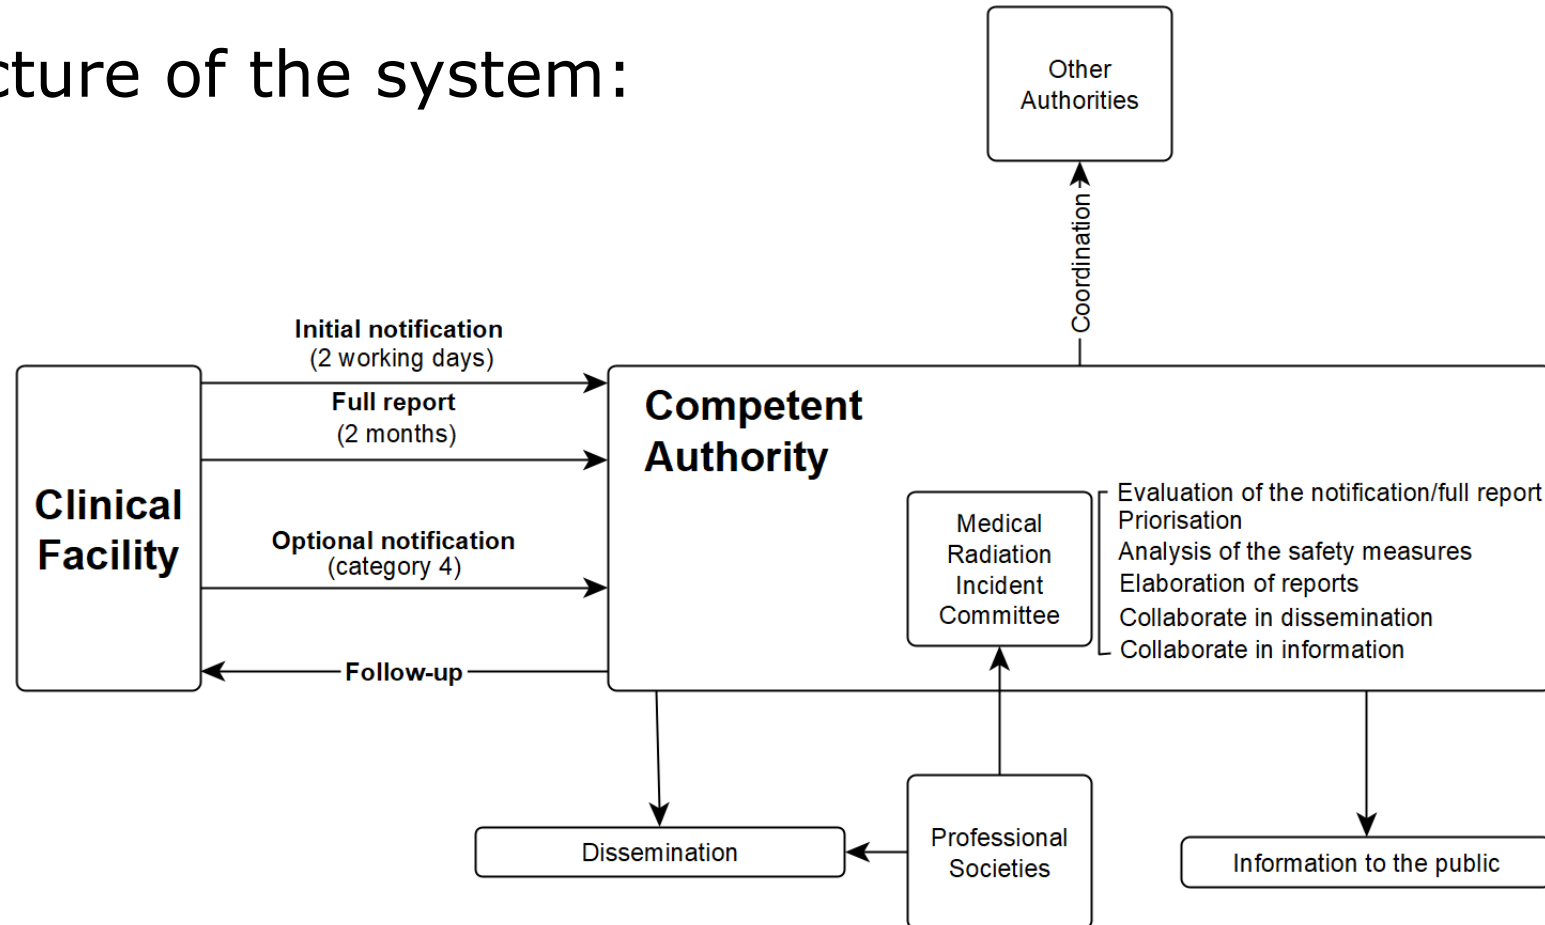 cture of the system:
Other
Authorities
Coordination
Initial notification
(2 working days)
Full report
(2 months)
Optional notification
(category 4)
Follow-up
Clinical
Facility
Competent
Authority
Medical
Radiation
Incident
Committee
Evaluation of the notification/full report
Priorisation
Analysis of the safety measures
Elaboration of reports
Collaborate in dissemination
Collaborate in information
Dissemination
Professional
Societies
Information to the public